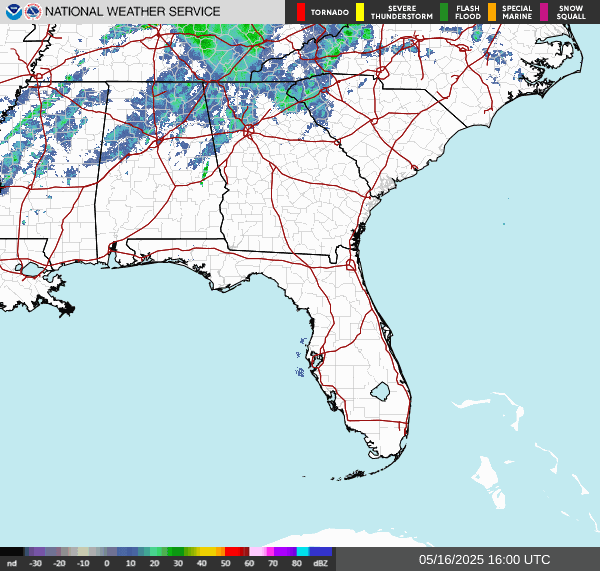 NATIONAL WEATHER SERVICE
TORNADO
SEVERE
THUNDERSTORM
FLASH
FLOOD
SPECIAL
MARINE
SNOW
SQUALL
nd -30 -20 -10 0 10 20 30 40 50 60 70 80 dBZ
05/16/2025 16:00 UTC